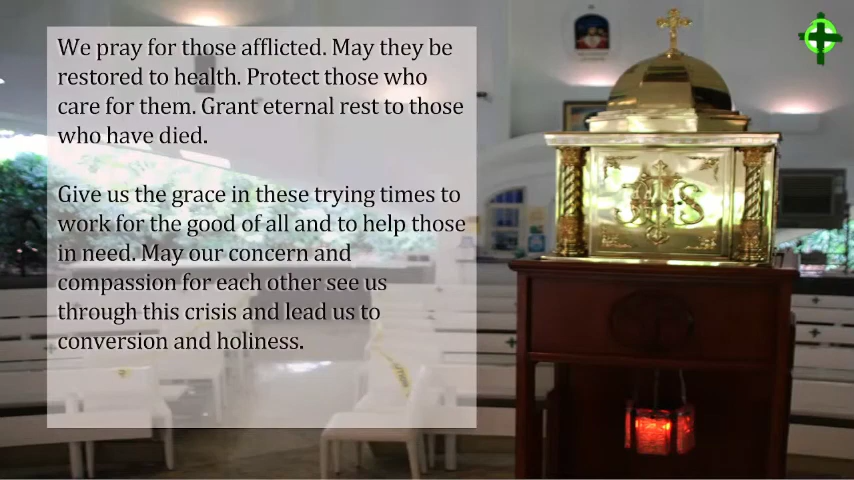 We pray for those afflicted. May they be
restored to health. Protect those who
care for them. Grant eternal rest to those
who have died.
Give us the grace in these trying times to
work for the good of all and to help those
in need. May our concern and
compassion for each other see us
through this crisis and lead us to
conversion and holiness.
IHS